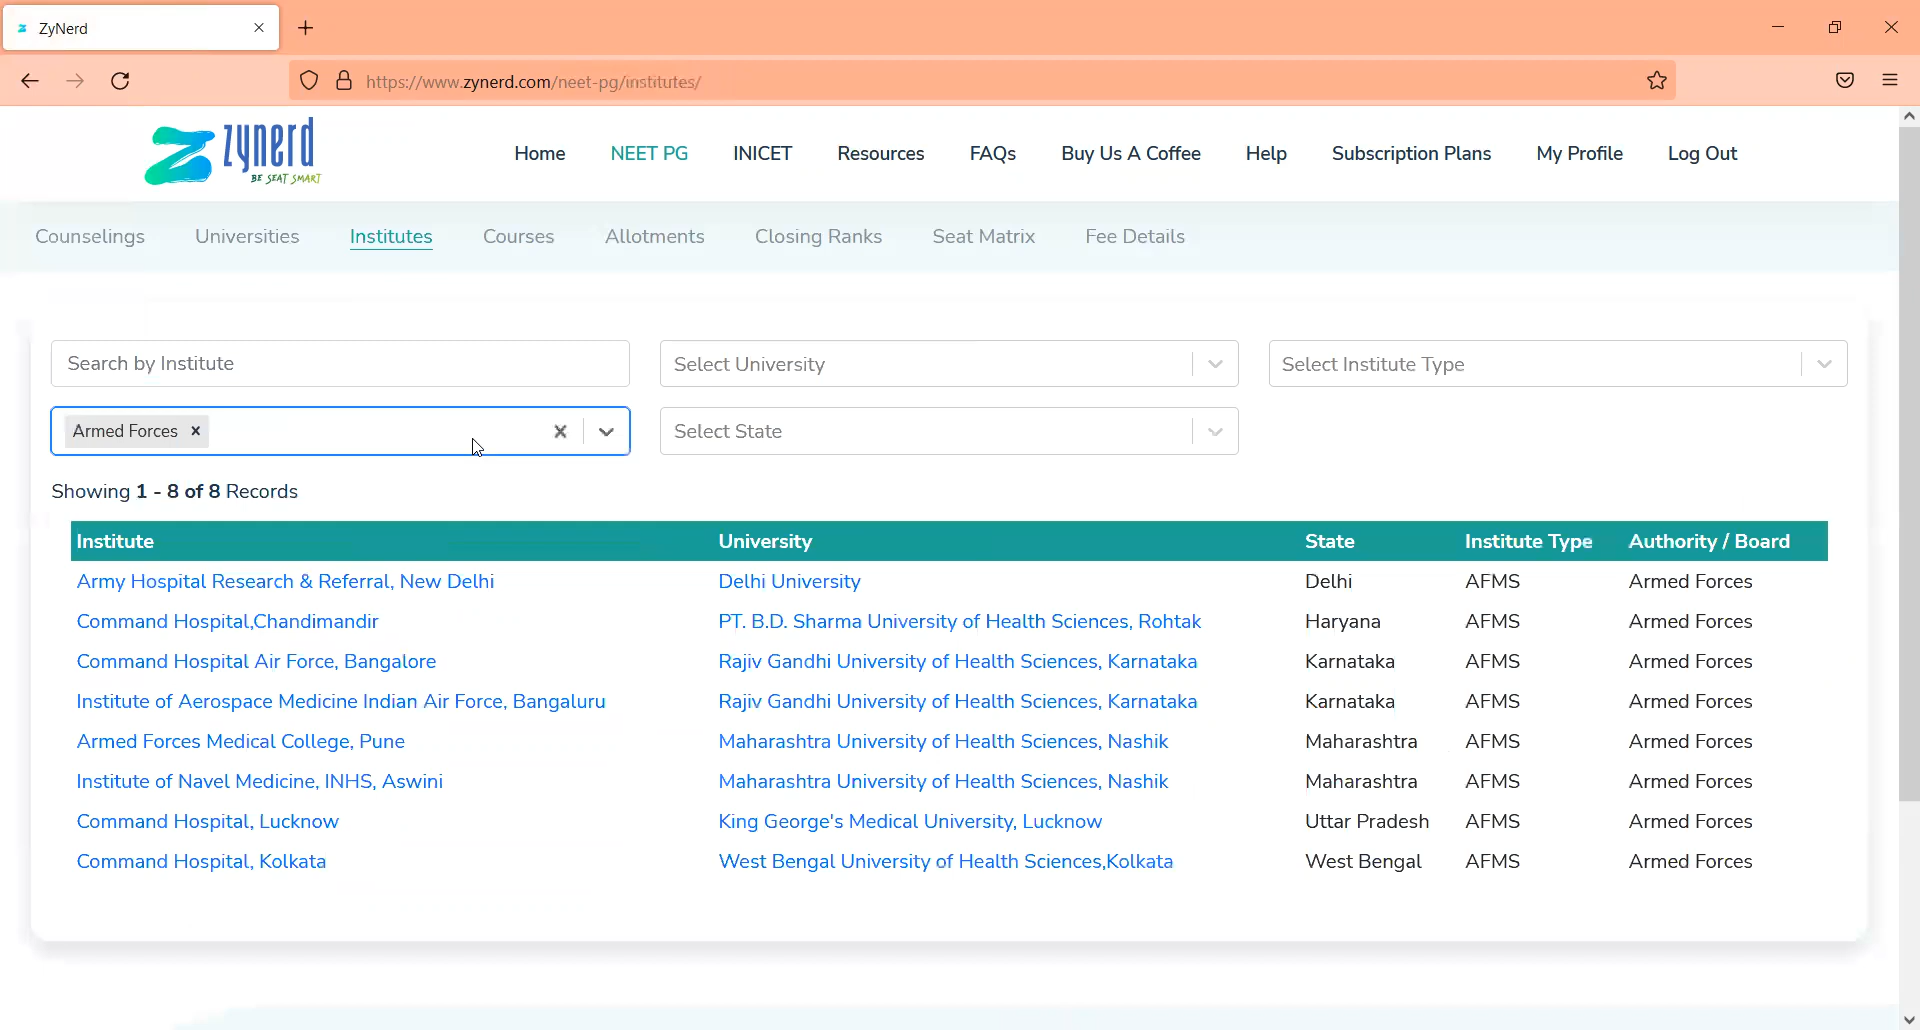 ZyNerd
https://www.zynerd.com/neet-pg/institutes/
zynerd
BE SEAT SMART
Home NEET PG INICET Resources FAQs Buy Us A Coffee Help Subscription Plans My Profile Log Out
Counselings Universities Institutes Courses Allotments Closing Ranks Seat Matrix Fee Details
Search by Institute Select University Select Institute Type
Armed Forces Select State
Showing 1 - 8 of 8 Records
Institute University State Institute Type Authority / Board
Army Hospital Research & Referral, New Delhi Delhi University Delhi AFMS Armed Forces
Command Hospital,Chandimandir PT. B.D. Sharma University of Health Sciences, Rohtak Haryana AFMS Armed Forces
Command Hospital Air Force, Bangalore Rajiv Gandhi University of Health Sciences, Karnataka Karnataka AFMS Armed Forces
Institute of Aerospace Medicine Indian Air Force, Bangaluru Rajiv Gandhi University of Health Sciences, Karnataka Karnataka AFMS Armed Forces
Armed Forces Medical College, Pune Maharashtra University of Health Sciences, Nashik Maharashtra AFMS Armed Forces
Institute of Navel Medicine, INHS, Aswini Maharashtra University of Health Sciences, Nashik Maharashtra AFMS Armed Forces
Command Hospital, Lucknow King George's Medical University, Lucknow Uttar Pradesh AFMS Armed Forces
Command Hospital, Kolkata West Bengal University of Health Sciences,Kolkata West Bengal AFMS Armed Forces